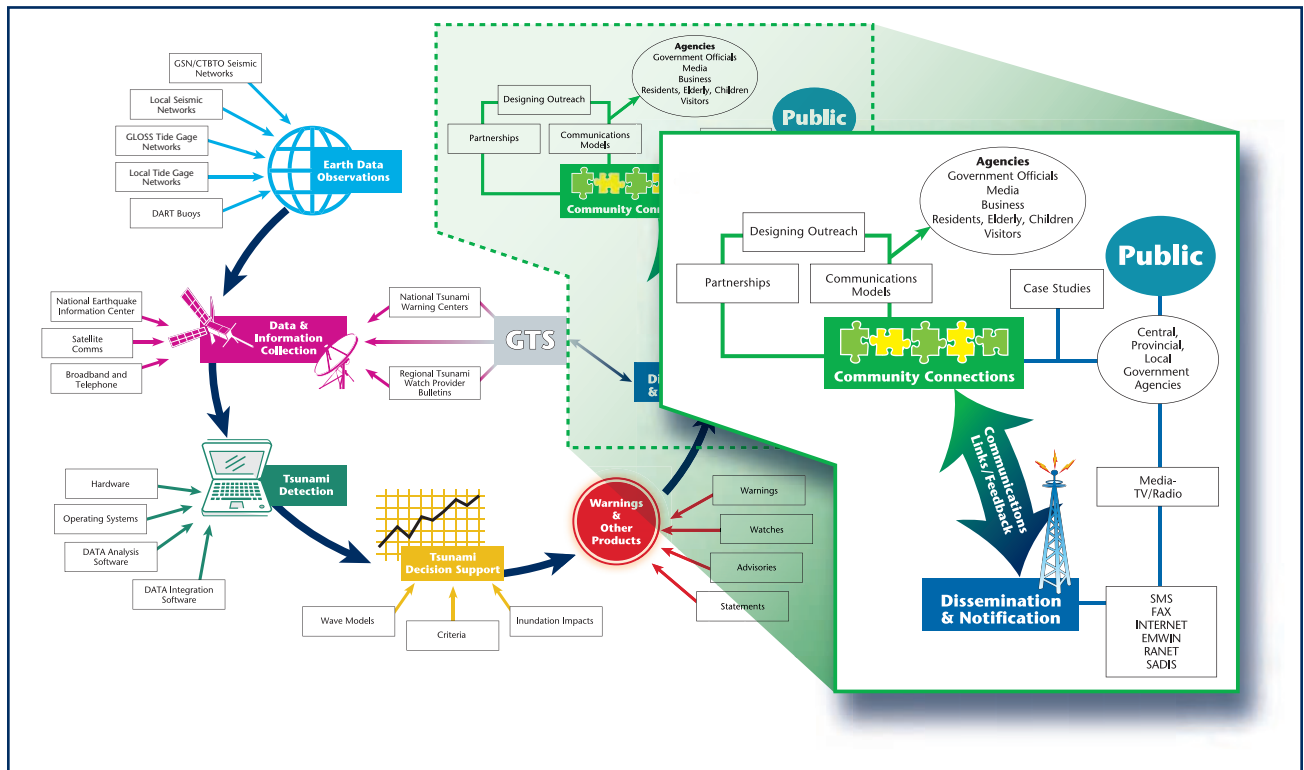 GSN/CTBTO Seismic
Networks
Local Seismic
Networks
GLOSS Tide Gage
Networks
Local Tide Gage
Networks
DART Buoys
Earth Data
Observations
National Earthquake
Information Center
Satellite
Comms
Broadband and
Telephone
Data &
Information
Collection
National Tsunami
Warning Centers
Regional Tsunami
Watch Provider
Bulletins
GTS
Hardware
Operating Systems
DATA Analysis
Software
DATA Integration
Software
Tsunami
Detection
Tsunami
Decision Support
Wave Models
Criteria
Inundation Impacts
Warnings
&
Other
Products
Warnings
Watches
Advisories
Statements
Agencies
Government Officials
Media
Business
Residents, Elderly, Children
Visitors
Designing Outreach
Partnerships
Communications
Models
Public
Community
Agencies
Government Officials
Media
Business
Residents, Elderly, Children
Visitors
Designing Outreach
Partnerships
Communications
Models
Community Connections
Public
Case Studies
Central,
Provincial,
Local
Government
Agencies
Communications
Links/Feedback
Media-
TV/Radio
Dissemination
& Notification
SMS
FAX
INTERNET
EMWIN
RANET
SADIS